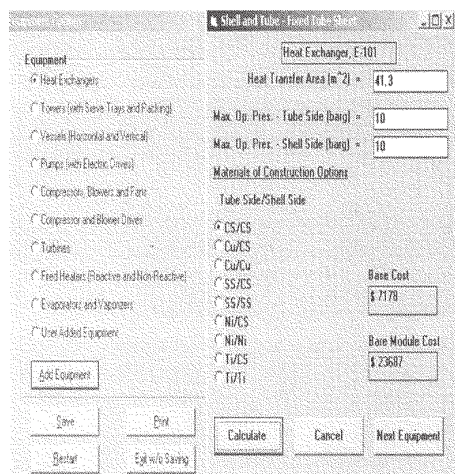 Shell and Tube - Fixed Tube Sheet
Equipment
Heat Exchangers
Towers (with Sieve Trays and Packing)
Vessels (Horizontal and Vertical)
Pumps (with Electric Drives)
Compressors, Blowers and Fans
Compressor and Blower Drives
Turbines
Fired Heaters (Reactive and Non-Reactive)
Evaporators and Vaporizers
User Added Equipment
Add Equipment
Save
Print
Restart
Exit w/o Saving
Heat Exchanger, E-101
Heat Transfer Area (m^2) = 41.3
Max. Op. Pres. - Tube Side (barg) = 10
Max. Op. Pres. - Shell Side (barg) = 10
Materials of Construction Options
Tube Side/Shell Side
CS/CS
Cu/CS
Cu/Cu
SS/CS
SS/SS
Ni/CS
Ni/Ni
Ti/CS
Ti/Ti
Base Cost
$ 7178
Bare Module Cost
$ 23687
Calculate
Cancel
Next Equipment